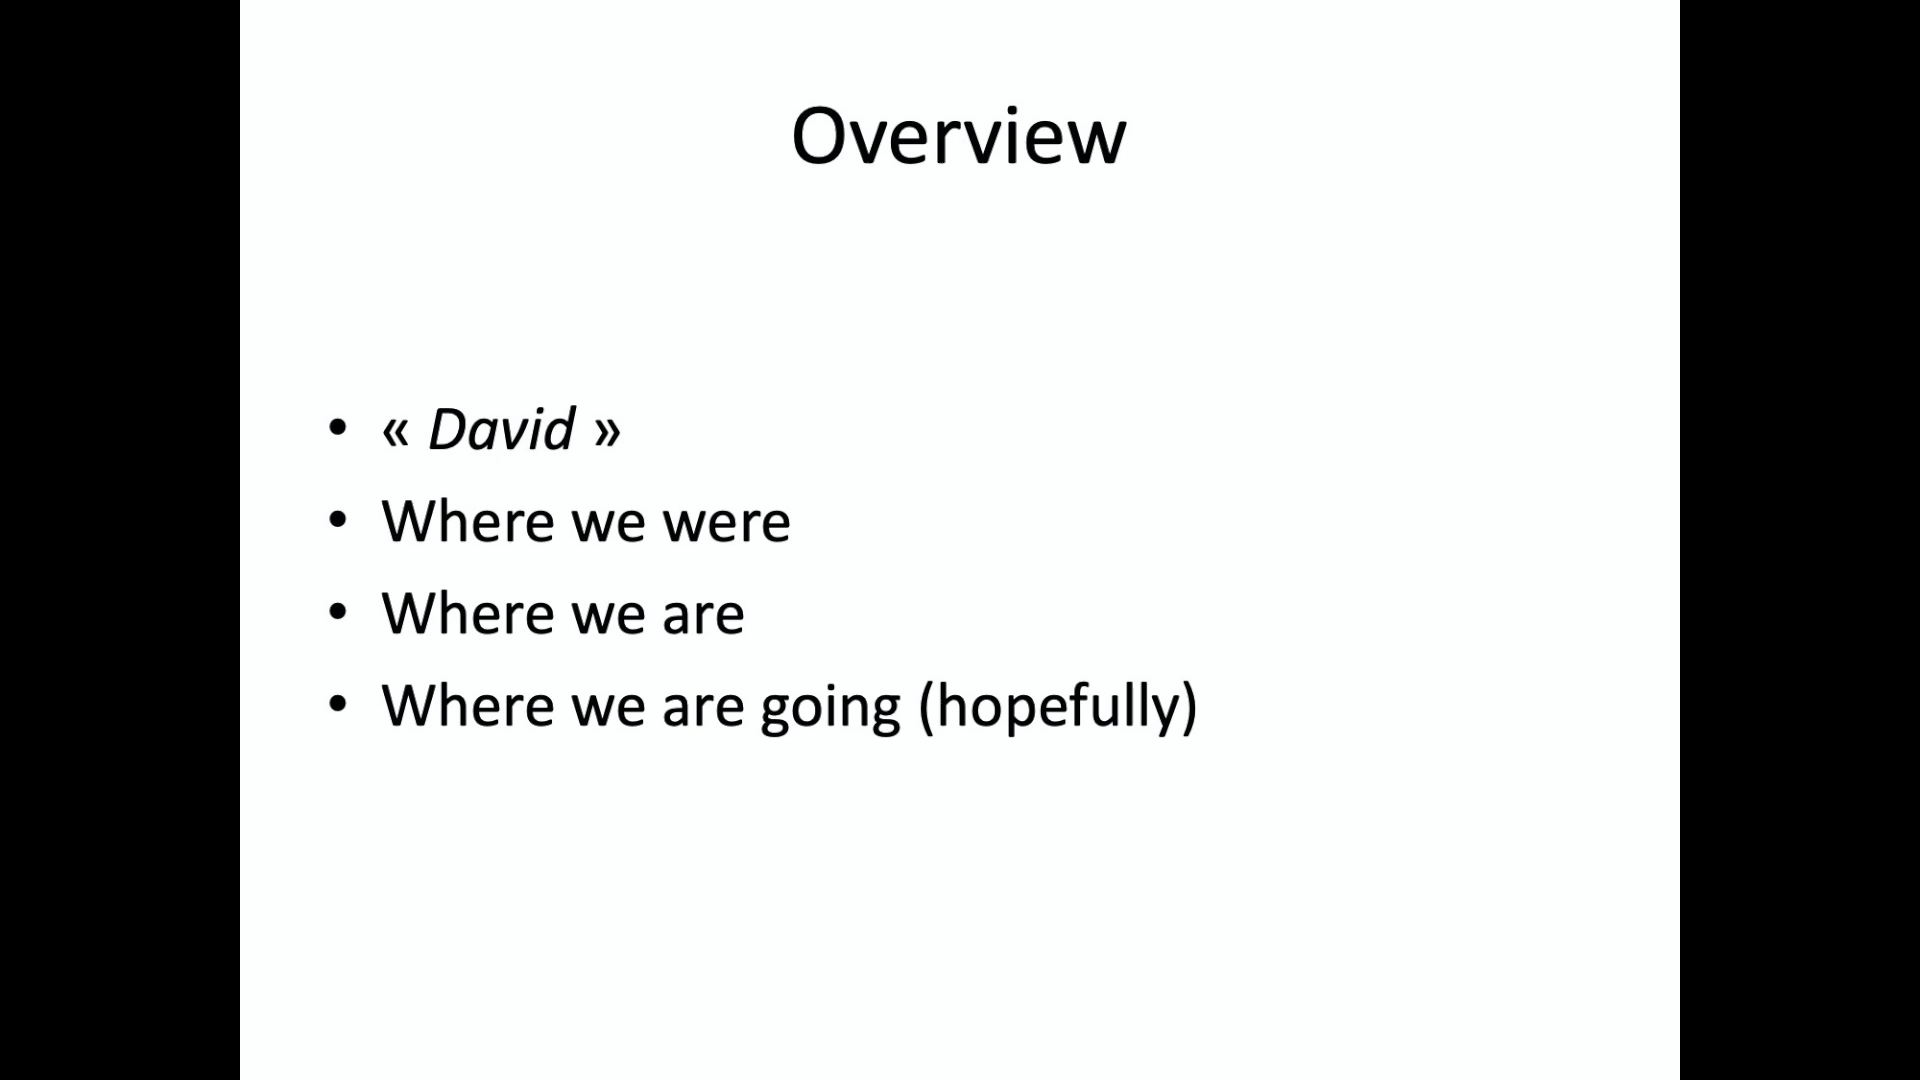 Overview
• « David »
• Where we were
• Where we are
• Where we are going (hopefully)